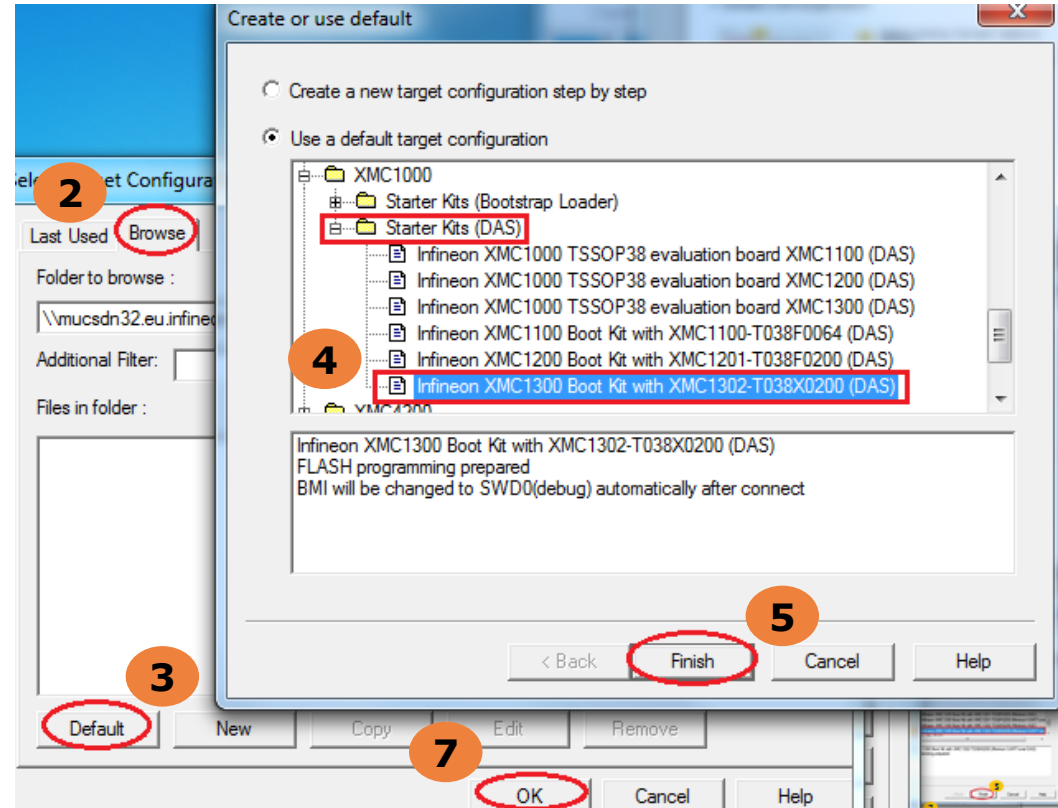 Create or use default
Create a new target configuration step by step
Use a default target configuration
XMC1000
Starter Kits (Bootstrap Loader)
Starter Kits (DAS)
Infineon XMC1000 TSSOP38 evaluation board XMC1100 (DAS)
Infineon XMC1000 TSSOP38 evaluation board XMC1200 (DAS)
Infineon XMC1000 TSSOP38 evaluation board XMC1300 (DAS)
Infineon XMC1100 Boot Kit with XMC1100-T038F0064 (DAS)
Infineon XMC1200 Boot Kit with XMC1201-T038F0200 (DAS)
4
Infineon XMC1300 Boot Kit with XMC1302-T038X0200 (DAS)
XMC4200
Infineon XMC1300 Boot Kit with XMC1302-T038X0200 (DAS)
FLASH programming prepared
BMI will be changed to SWD0(debug) automatically after connect
5
< Back Finish Cancel Help
2
Last Used Browse
Folder to browse :
\\mucsdn32.eu.infineo
Additional Filter:
Files in folder :
3
Default New Copy Edit Remove
7
OK Cancel Help